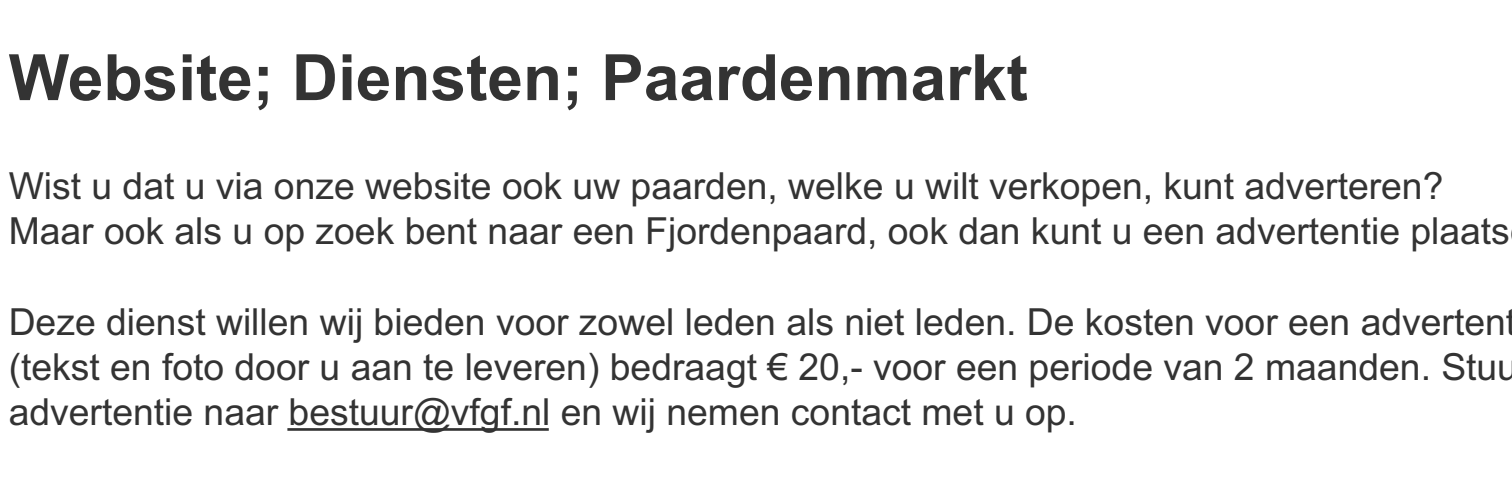 Website; Diensten; Paardenmarkt
Wist u dat u via onze website ook uw paarden, welke u wilt verkopen, kunt adverteren?
Maar ook als u op zoek bent naar een Fjordenpaard, ook dan kunt u een advertentie
Deze dienst willen wij bieden voor zowel leden als niet leden. De kosten voor een
(tekst en foto door u aan te leveren) bedraagt € 20,- voor een periode van 2 maanden.
advertentie naar bestuur@vfgf.nl en wij nemen contact met u op.